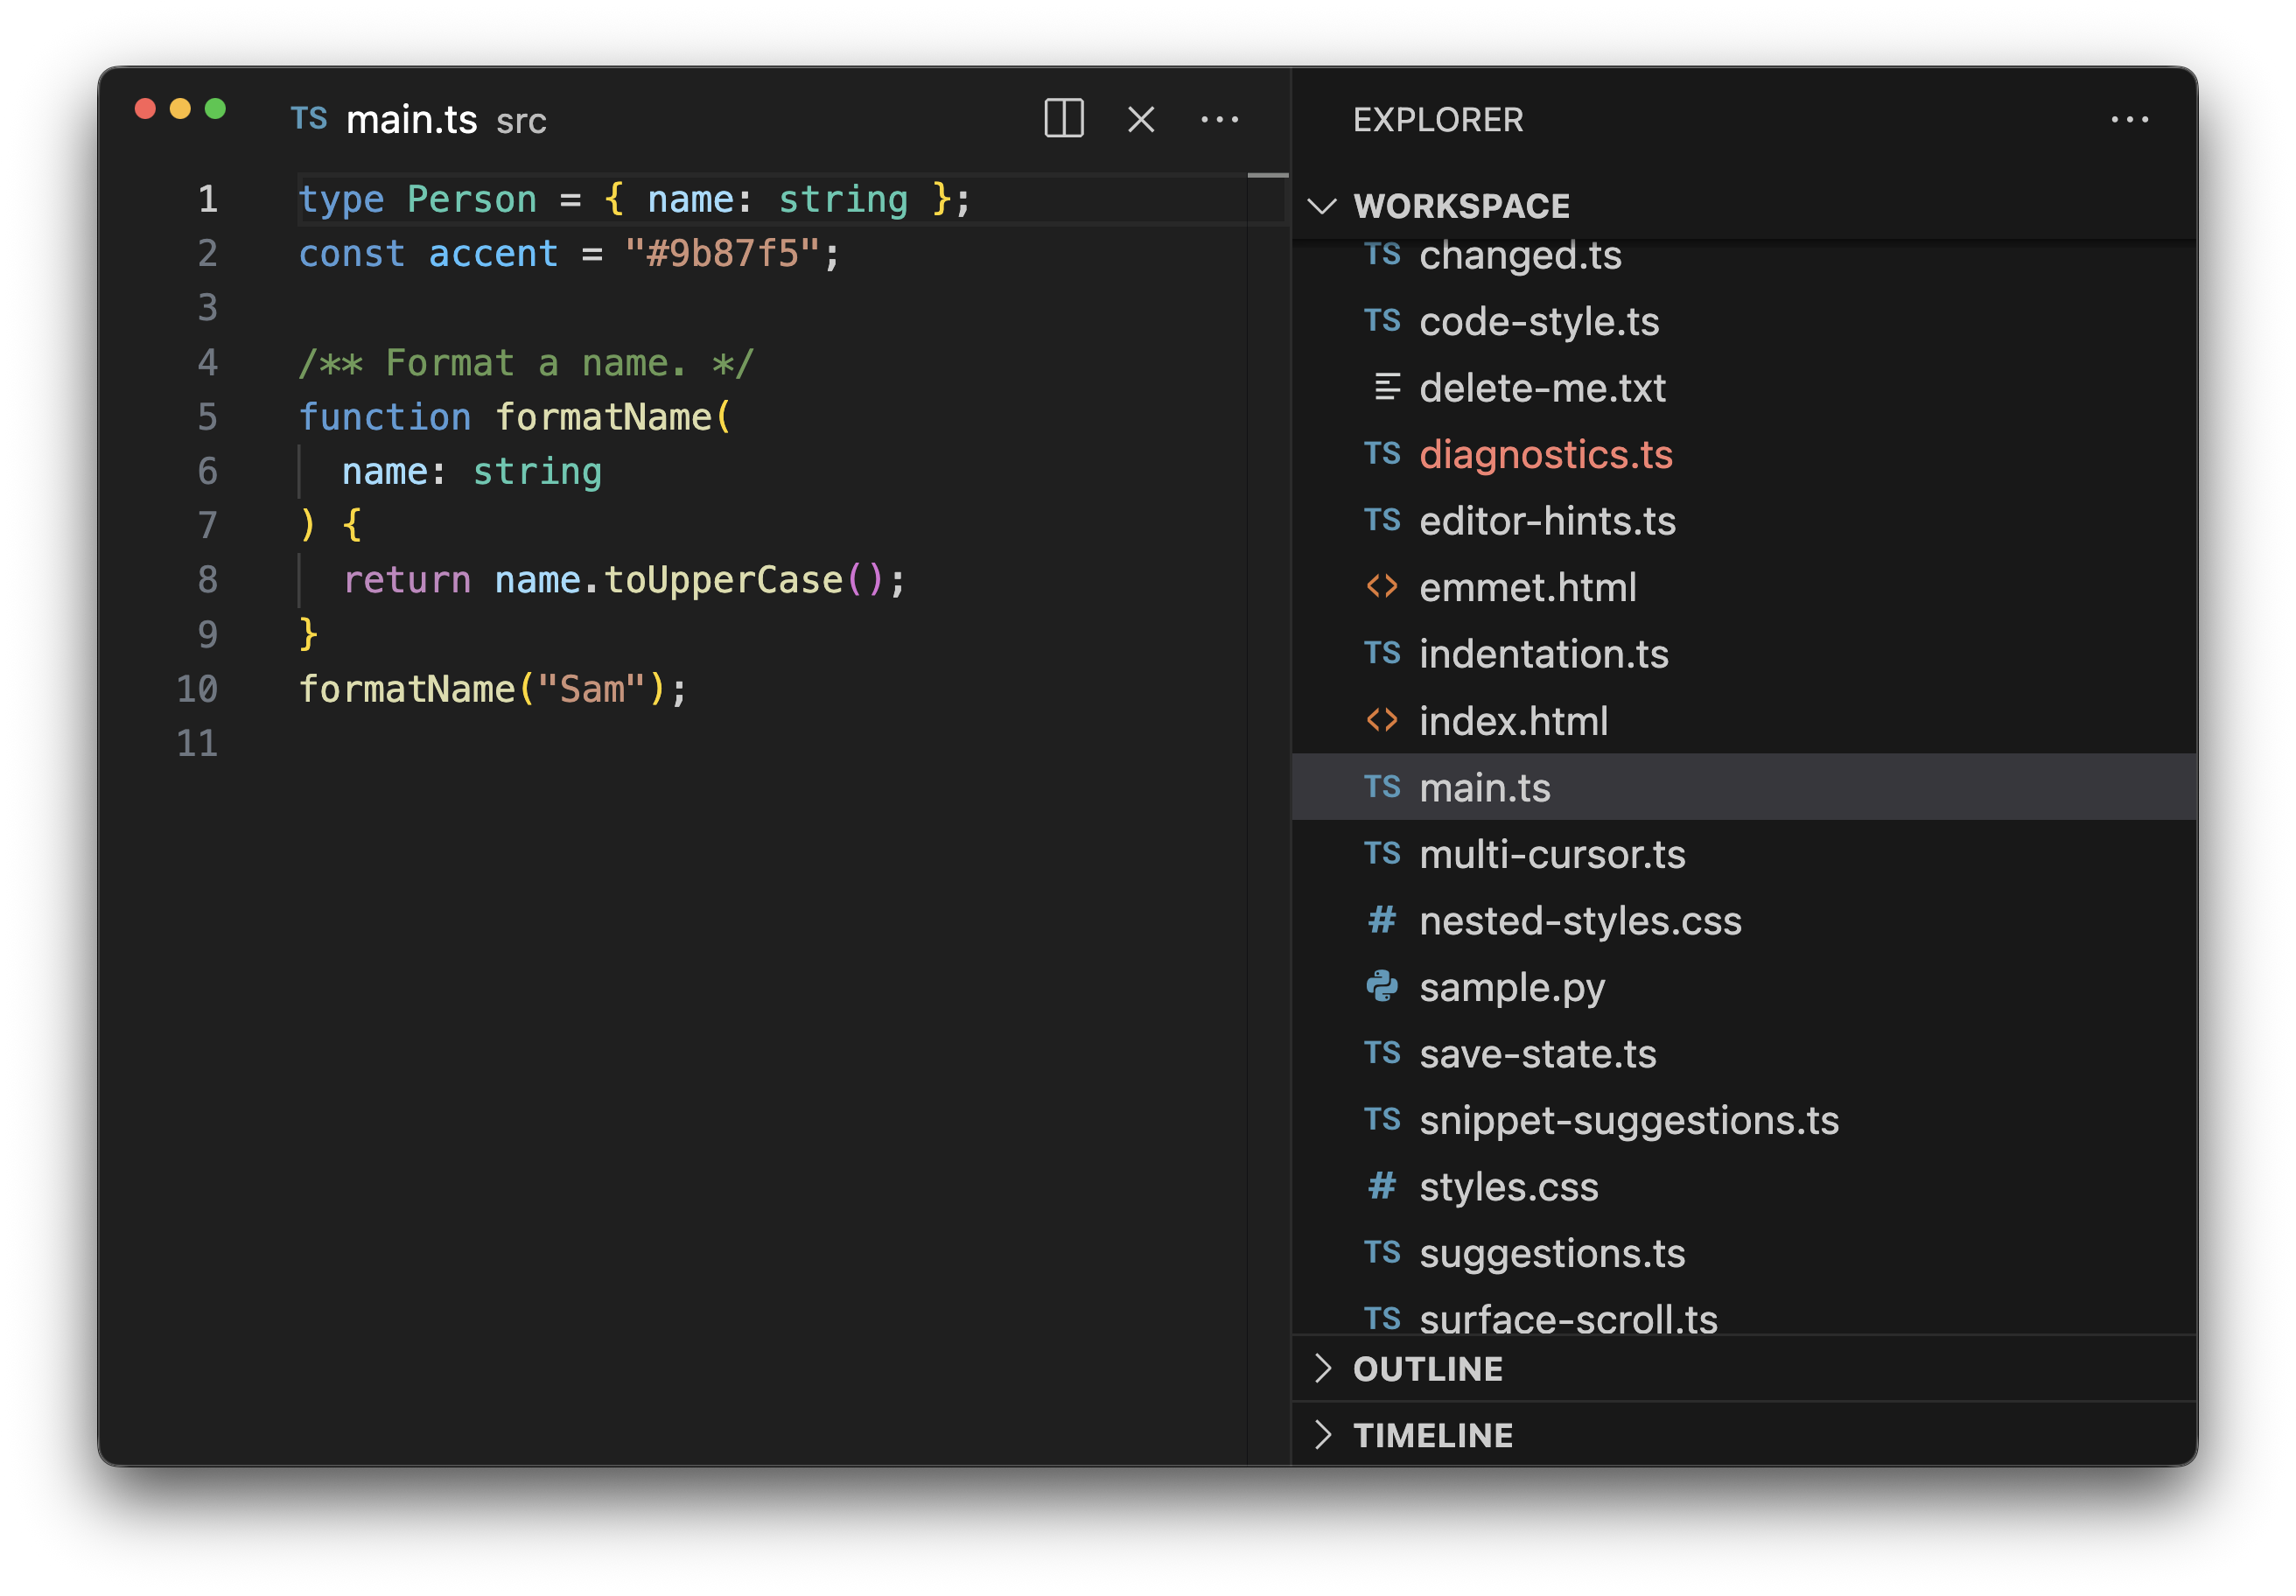 TS main.ts src
1 type Person = { name: string };
2 const accent = "#9b87f5";
3
4 /** Format a name. */
5 function formatName(
6   name: string
7 ) {
8   return name.toUpperCase();
9 }
10 formatName("Sam");
11
EXPLORER
WORKSPACE
TS changed.ts
TS code-style.ts
delete-me.txt
TS diagnostics.ts
TS editor-hints.ts
<> emmet.html
TS indentation.ts
<> index.html
TS main.ts
TS multi-cursor.ts
# nested-styles.css
sample.py
TS save-state.ts
TS snippet-suggestions.ts
# styles.css
TS suggestions.ts
TS surface-scroll.ts
OUTLINE
TIMELINE